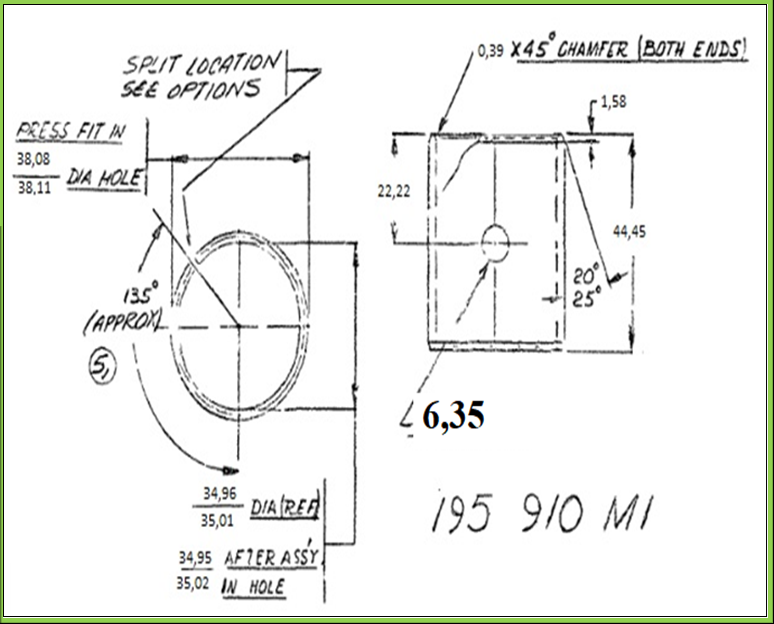 SPLIT LOCATION
SEE OPTIONS
0,39 X45° CHAMFER (BOTH ENDS)
1,58
PRESS FIT IN
38,08
38,11 DIA HOLE
22,22
44,45
20°
25°
135°
(APPROX)
5,
6,35
34,96
35,01 DIA (REF)
34,95 AFTER ASS'Y
35,02 IN HOLE
195 910 M1